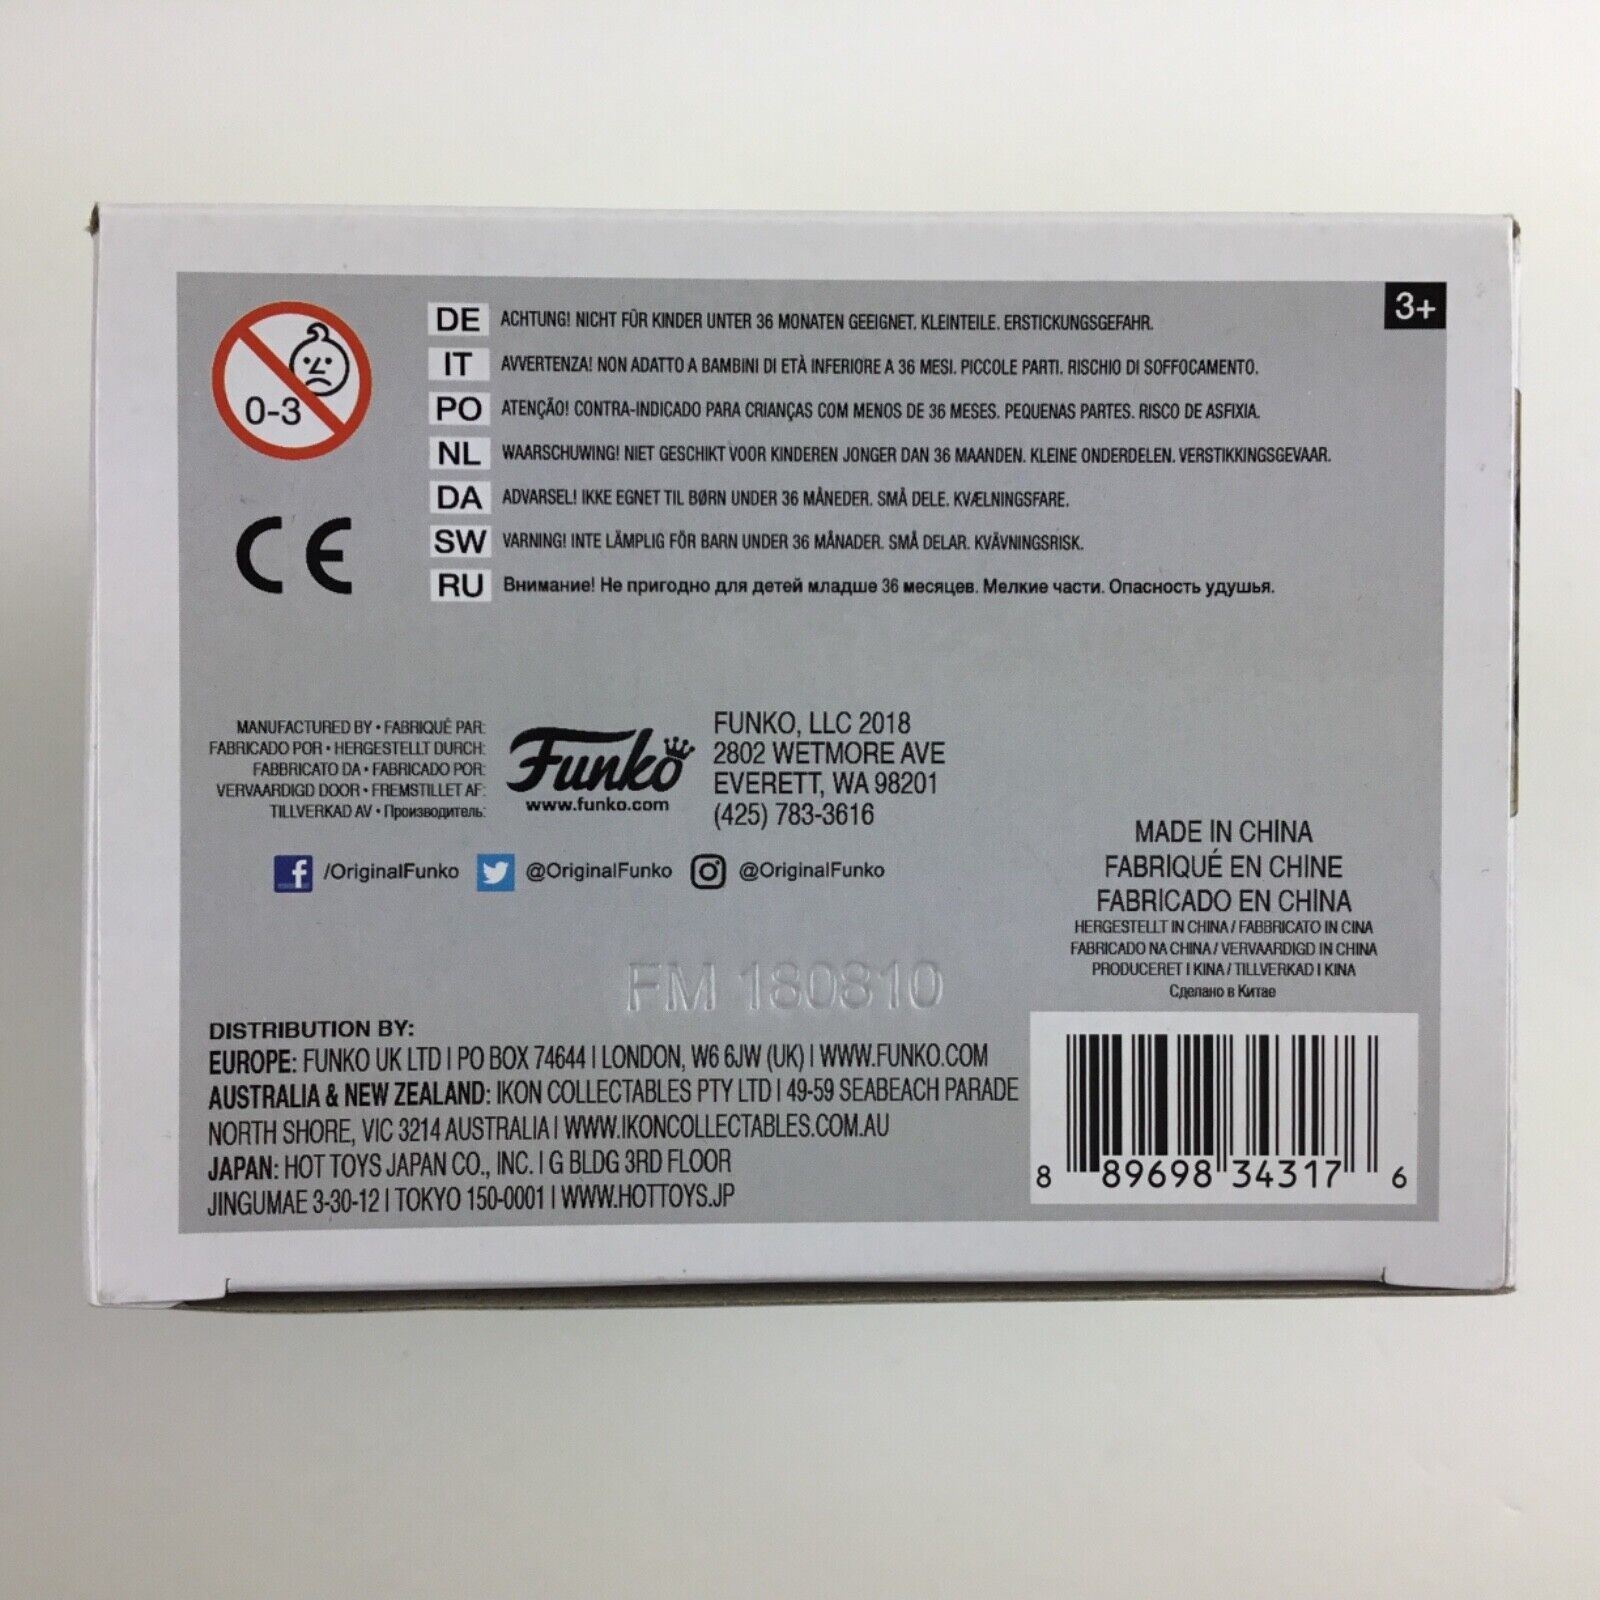 3+
0-3
CE
DE ACHTUNG! NICHT FÜR KINDER UNTER 36 MONATEN GEEIGNET. KLEINTEILE. ERSTICKUNGSGEFAHR.
IT AVVERTENZA! NON ADATTO A BAMBINI DI ETÀ INFERIORE A 36 MESI. PICCOLE PARTI. RISCHIO DI SOFFOCAMENTO.
PO ATENÇÃO! CONTRA-INDICADO PARA CRIANÇAS COM MENOS DE 36 MESES. PEQUENAS PARTES. RISCO DE ASFIXIA.
NL WAARSCHUWING! NIET GESCHIKT VOOR KINDEREN JONGER DAN 36 MAANDEN. KLEINE ONDERDELEN. VERSTIKKINGSGEVAAR.
DA ADVARSEL! IKKE EGNET TIL BØRN UNDER 36 MÅNEDER. SMÅ DELE. KVÆLNINGSFARE.
SW VARNING! INTE LÄMPLIG FÖR BARN UNDER 36 MÅNADER. SMÅ DELAR. KVÄVNINGSRISK.
RU Внимание! Не пригодно для детей младше 36 месяцев. Мелкие части. Опасность удушья.
MANUFACTURED BY • FABRIQUÉ PAR:
FABRICADO POR • HERGESTELLT DURCH:
FABBRICATO DA • FABRICADO POR:
VERVAARDIGD DOOR • FREMSTILLET AF:
TILLVERKAD AV • Производитель:
Funko
www.funko.com
FUNKO, LLC 2018
2802 WETMORE AVE
EVERETT, WA 98201
(425) 783-3616
/OriginalFunko @OriginalFunko @OriginalFunko
MADE IN CHINA
FABRIQUÉ EN CHINE
FABRICADO EN CHINA
HERGESTELLT IN CHINA / FABBRICATO IN CINA
FABRICADO NA CHINA / VERVAARDIGD IN CHINA
PRODUCERET I KINA / TILLVERKAD I KINA
Сделано в Китае
FM 180810
DISTRIBUTION BY:
EUROPE: FUNKO UK LTD | PO BOX 74644 | LONDON, W6 6JW (UK) | WWW.FUNKO.COM
AUSTRALIA & NEW ZEALAND: IKON COLLECTABLES PTY LTD | 49-59 SEABEACH PARADE
NORTH SHORE, VIC 3214 AUSTRALIA | WWW.IKONCOLLECTABLES.COM.AU
JAPAN: HOT TOYS JAPAN CO., INC. | G BLDG 3RD FLOOR
JINGUMAE 3-30-12 | TOKYO 150-0001 | WWW.HOTTOYS.JP
8 89698 34317 6